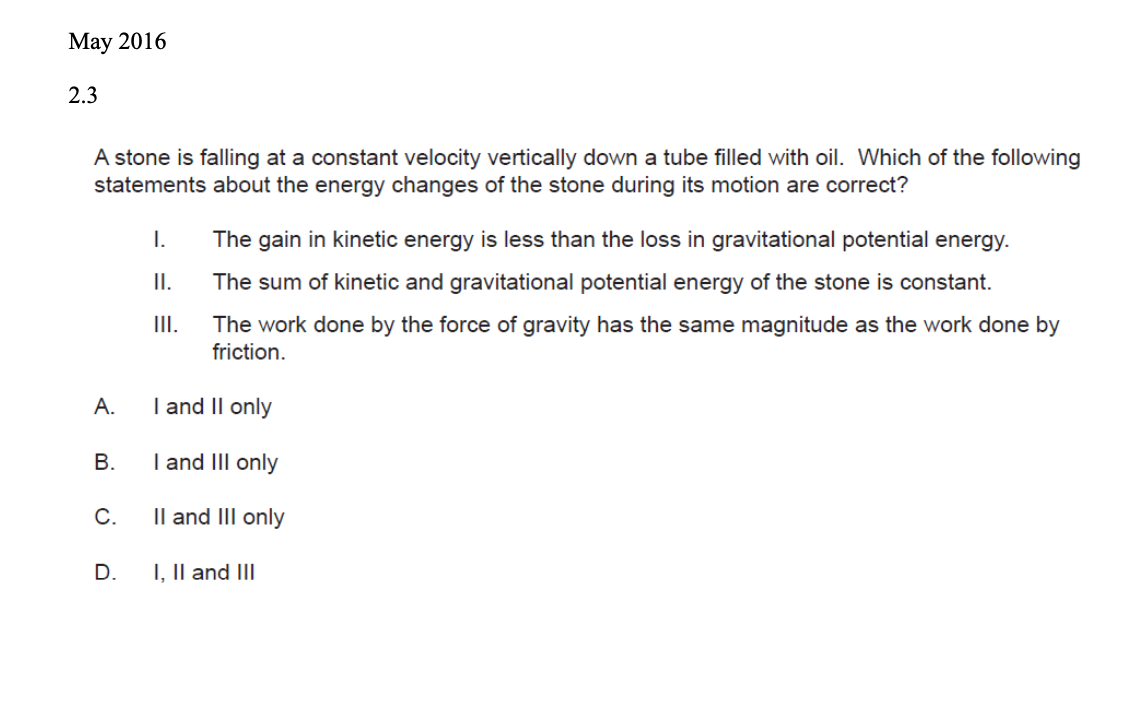 May 2016
2.3
A stone is falling at a constant velocity vertically down a tube filled with oil. Which of the following
statements about the energy changes of the stone during its motion are correct?
I. The gain in kinetic energy is less than the loss in gravitational potential energy.
II. The sum of kinetic and gravitational potential energy of the stone is constant.
III. The work done by the force of gravity has the same magnitude as the work done by
friction.
A. I and II only
B. I and III only
C. II and III only
D. I, II and III